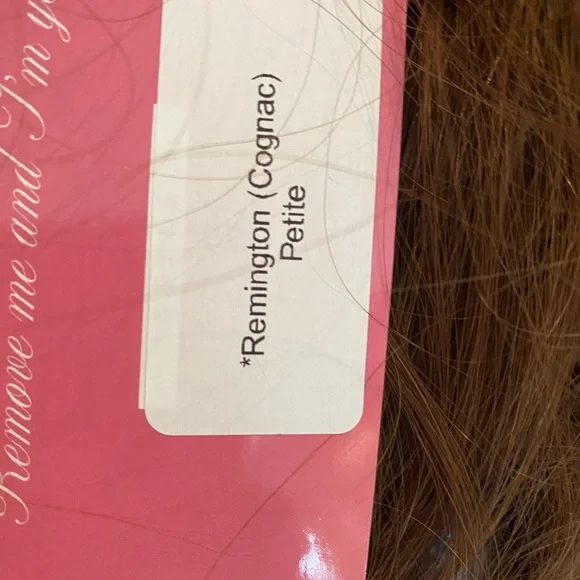 Remove me and I'm
*Remington (Cognac)
Petite